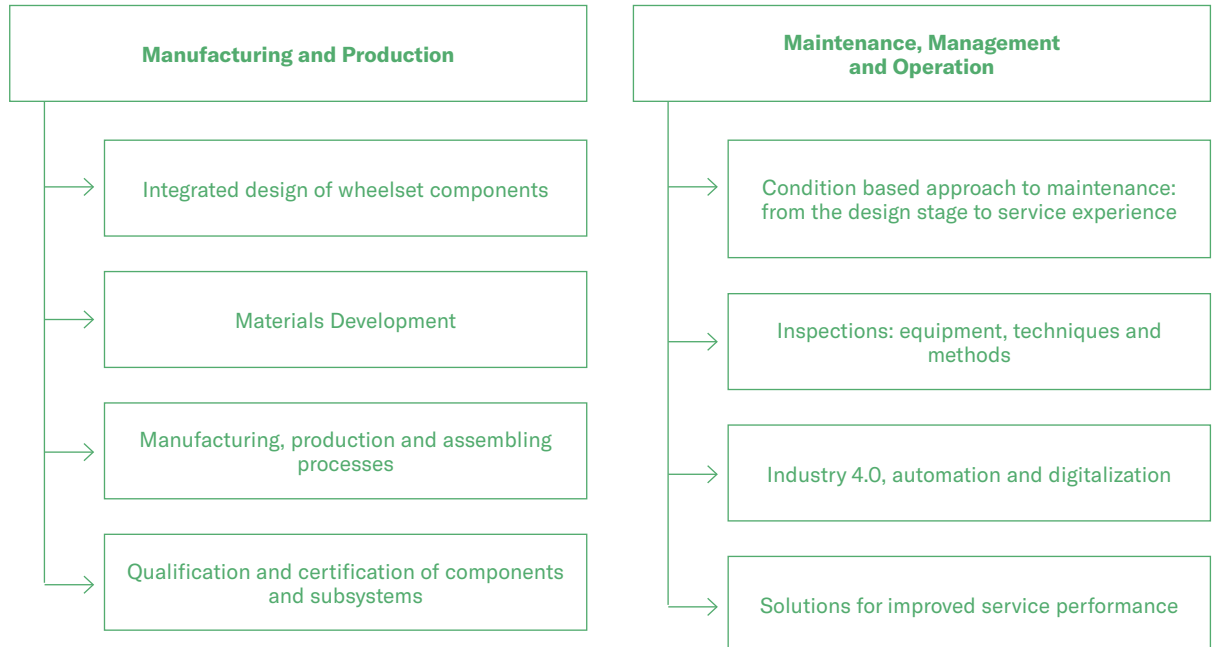 Manufacturing and Production
Integrated design of wheelset components
Materials Development
Manufacturing, production and assembling
processes
Qualification and certification of components
and subsystems
Maintenance, Management
and Operation
Condition based approach to maintenance:
from the design stage to service experience
Inspections: equipment, techniques and
methods
Industry 4.0, automation and digitalization
Solutions for improved service performance